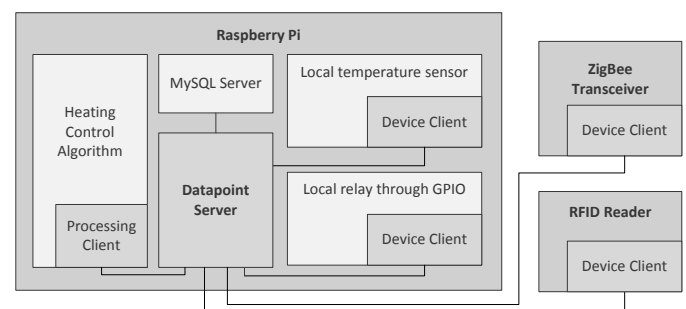 Raspberry Pi
Heating
Control
Algorithm
Processing
Client
MySQL Server
Datapoint
Server
Local temperature sensor
Device Client
Local relay through GPIO
Device Client
ZigBee
Transceiver
Device Client
RFID Reader
Device Client